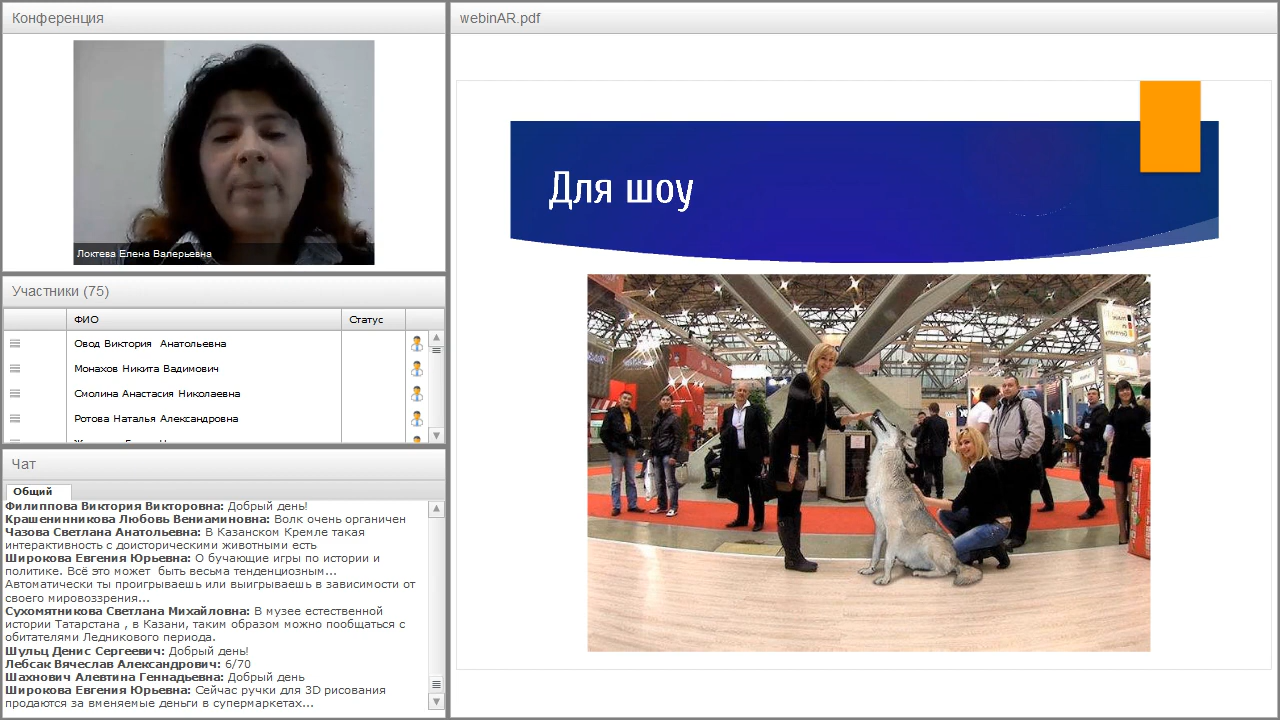 Конференция
Локтева Елена Валерьевна
Участники (75)
ФИО Статус
Овод Виктория Анатольевна
Монахов Никита Вадимович
Смолина Анастасия Николаевна
Ротова Наталья Александровна
Чат
Общий
Филиппова Виктория Викторовна: Добрый день!
Крашенинникова Любовь Вениаминовна: Волк очень органичен
Чазова Светлана Анатольевна: В Казанском Кремле такая
интерактивность с доисторическими животными есть
Широкова Евгения Юрьевна: О бучающие игры по истории и
политике. Всё это может быть весьма тенденциозным...
Автоматически ты проигрываешь или выигрываешь в зависимости от
своего мировоззрения...
Сухомятникова Светлана Михайловна: В музее естественной
истории Татарстана , в Казани, таким образом можно пообщаться с
обитателями Ледникового периода.
Шульц Денис Сергеевич: Добрый день!
Лебсак Вячеслав Александрович: 6/70
Шахнович Алевтина Геннадьевна: Добрый день
Широкова Евгения Юрьевна: Сейчас ручки для 3D рисования
продаются за вменяемые деньги в супермаркетах...
webinAR.pdf
Для шоу